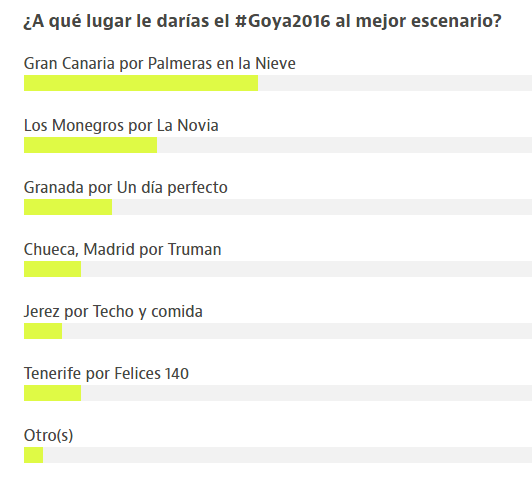 ¿A qué lugar le darías el #Goya2016 al mejor escenario?
Gran Canaria por Palmeras en la Nieve
Los Monegros por La Novia
Granada por Un día perfecto
Chueca, Madrid por Truman
Jerez por Techo y comida
Tenerife por Felices 140
Otro(s)